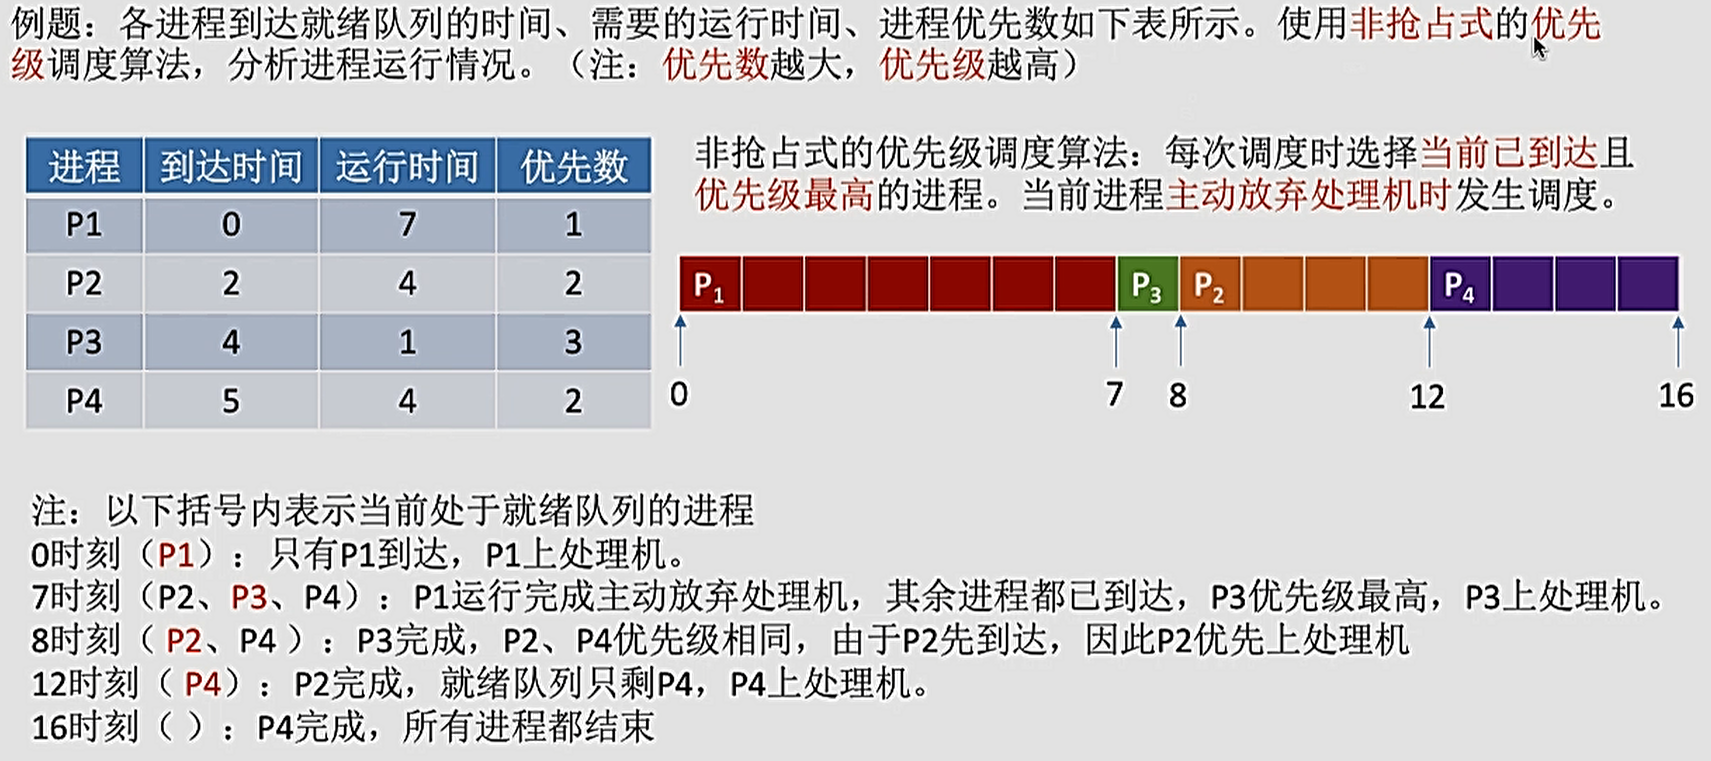 例题：各进程到达就绪队列的时间、需要的运行时间、进程优先数如下表所示。使用非抢占式的优先
级调度算法，分析进程运行情况。（注：优先数越大，优先级越高）
进程 到达时间 运行时间 优先数
P1 0 7 1
P2 2 4 2
P3 4 1 3
P4 5 4 2
非抢占式的优先级调度算法：每次调度时选择当前已到达且
优先级最高的进程。当前进程主动放弃处理机时发生调度。
P1 P3 P2 P4
0 7 8 12 16
注：以下括号内表示当前处于就绪队列的进程
0时刻（P1）：只有P1到达，P1上处理机。
7时刻（P2、P3、P4）：P1运行完成主动放弃处理机，其余进程都已到达，P3优先级最高，P3上处理机。
8时刻（P2、P4）：P3完成，P2、P4优先级相同，由于P2先到达，因此P2优先上处理机
12时刻（P4）：P2完成，就绪队列只剩P4，P4上处理机。
16时刻（）：P4完成，所有进程都结束